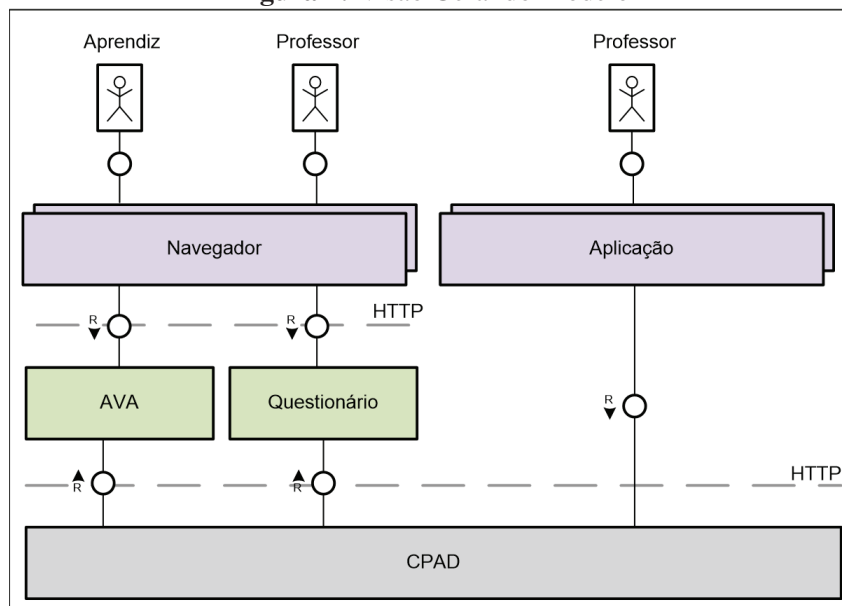 Aprendiz Professor Professor
Navegador Aplicação
R R HTTP
AVA Questionário R
R R HTTP
CPAD